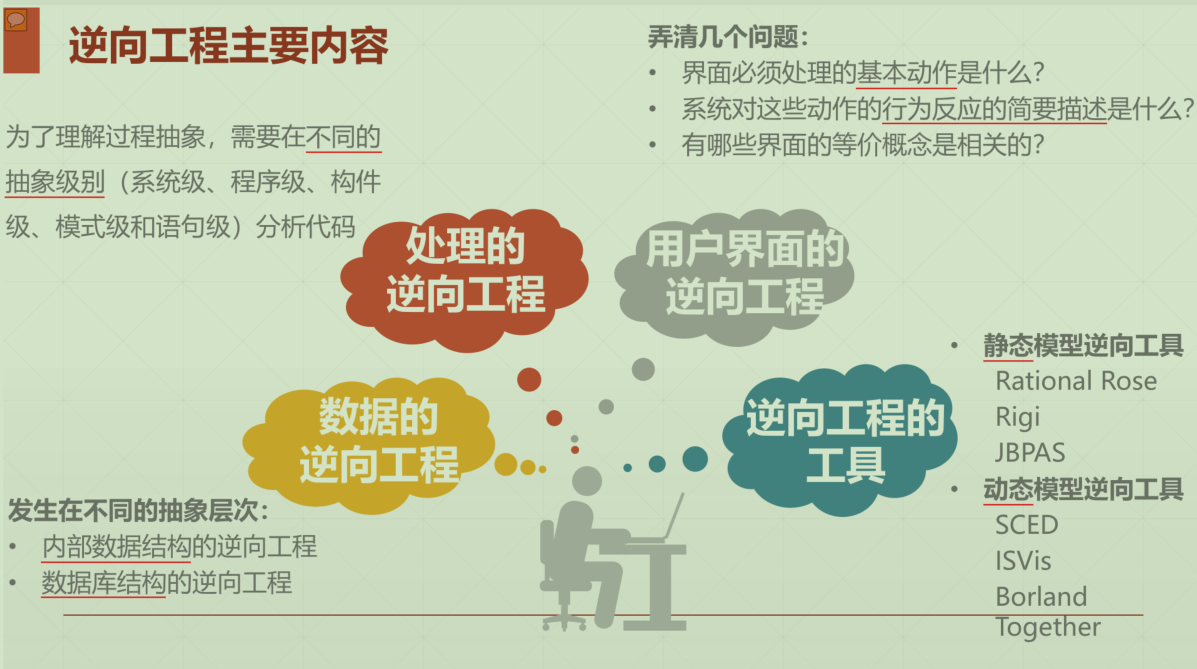 逆向工程主要内容
为了理解过程抽象，需要在不同的
抽象级别（系统级、程序级、构件
级、模式级和语句级）分析代码
弄清几个问题：
• 界面必须处理的基本动作是什么？
• 系统对这些动作的行为反应的简要描述是什么？
• 有哪些界面的等价概念是相关的？
处理的
逆向工程
用户界面的
逆向工程
数据的
逆向工程
逆向工程的
工具
发生在不同的抽象层次：
• 内部数据结构的逆向工程
• 数据库结构的逆向工程
• 静态模型逆向工具
Rational Rose
Rigi
JBPAS
• 动态模型逆向工具
SCED
ISVis
Borland
Together